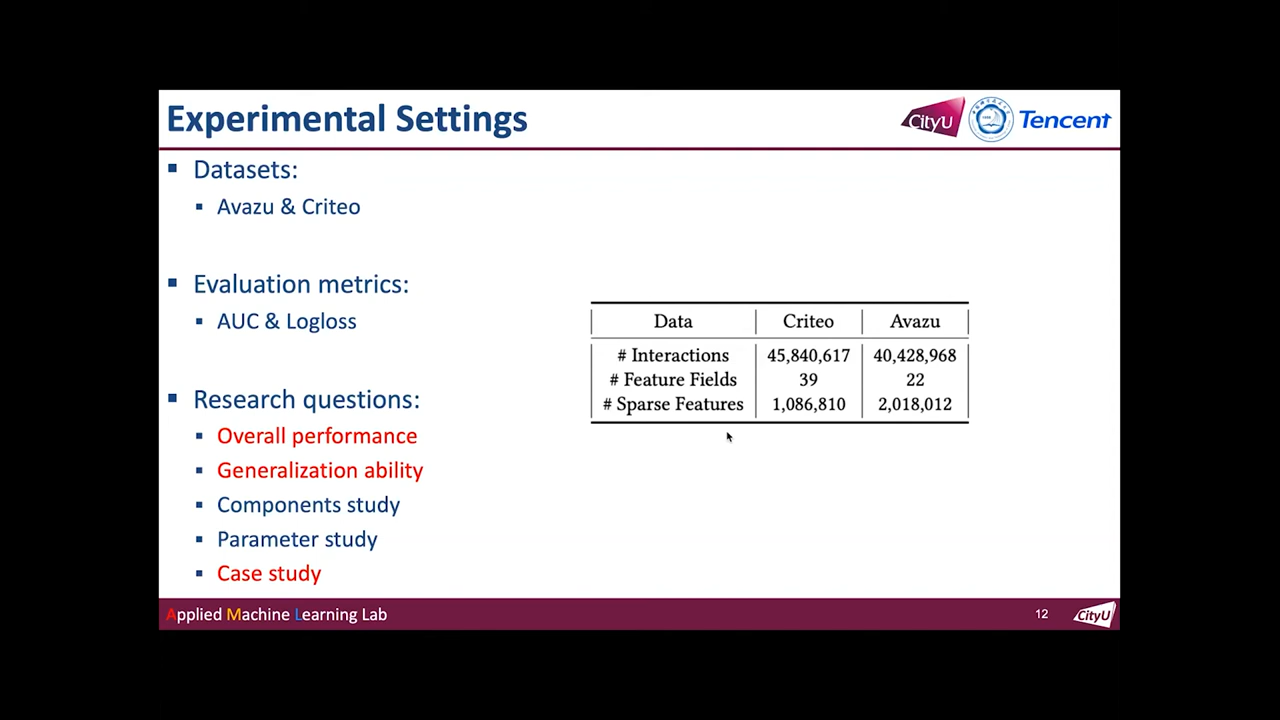 Experimental Settings
CityU
Tencent
▪ Datasets:
▪ Avazu & Criteo
▪ Evaluation metrics:
▪ AUC & Logloss
▪ Research questions:
▪ Overall performance
▪ Generalization ability
▪ Components study
▪ Parameter study
▪ Case study
Data Criteo Avazu
# Interactions 45,840,617 40,428,968
# Feature Fields 39 22
# Sparse Features 1,086,810 2,018,012
Applied Machine Learning Lab
12
CityU